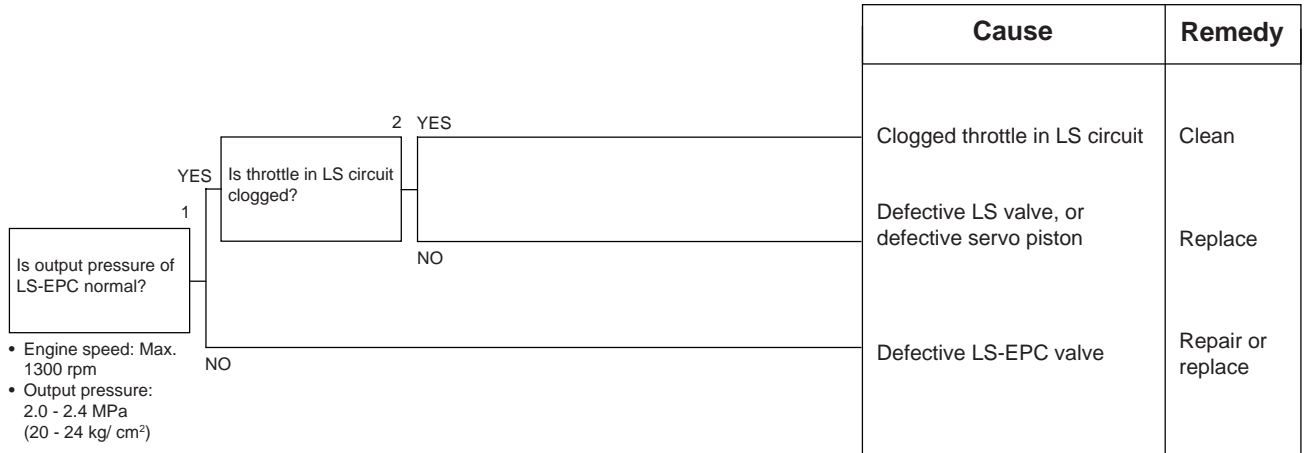 Cause Remedy
2 YES
Clogged throttle in LS circuit Clean
YES
Is throttle in LS circuit
clogged?
1
Defective LS valve, or
defective servo piston
Replace
NO
Is output pressure of
LS-EPC normal?
• Engine speed: Max.
1300 rpm
• Output pressure:
2.0 - 2.4 MPa
(20 - 24 kg/ cm²)
NO
Defective LS-EPC valve
Repair or
replace